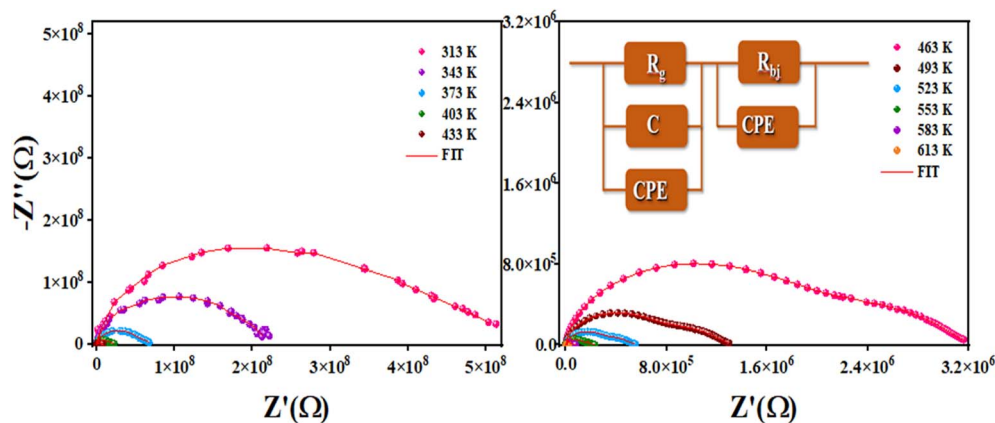 5×10⁸
4×10⁸
3×10⁸
2×10⁸
1×10⁸
0
-Z''(Ω)
313 K
343 K
373 K
403 K
433 K
FIT
0 1×10⁸ 2×10⁸ 3×10⁸ 4×10⁸ 5×10⁸
Z'(Ω)
3.2×10⁶
2.4×10⁶
1.6×10⁶
8.0×10⁵
0.0
R_g
C
CPE
R_bj
CPE
463 K
493 K
523 K
553 K
583 K
613 K
FIT
0.0 8.0×10⁵ 1.6×10⁶ 2.4×10⁶ 3.2×10⁶
Z'(Ω)